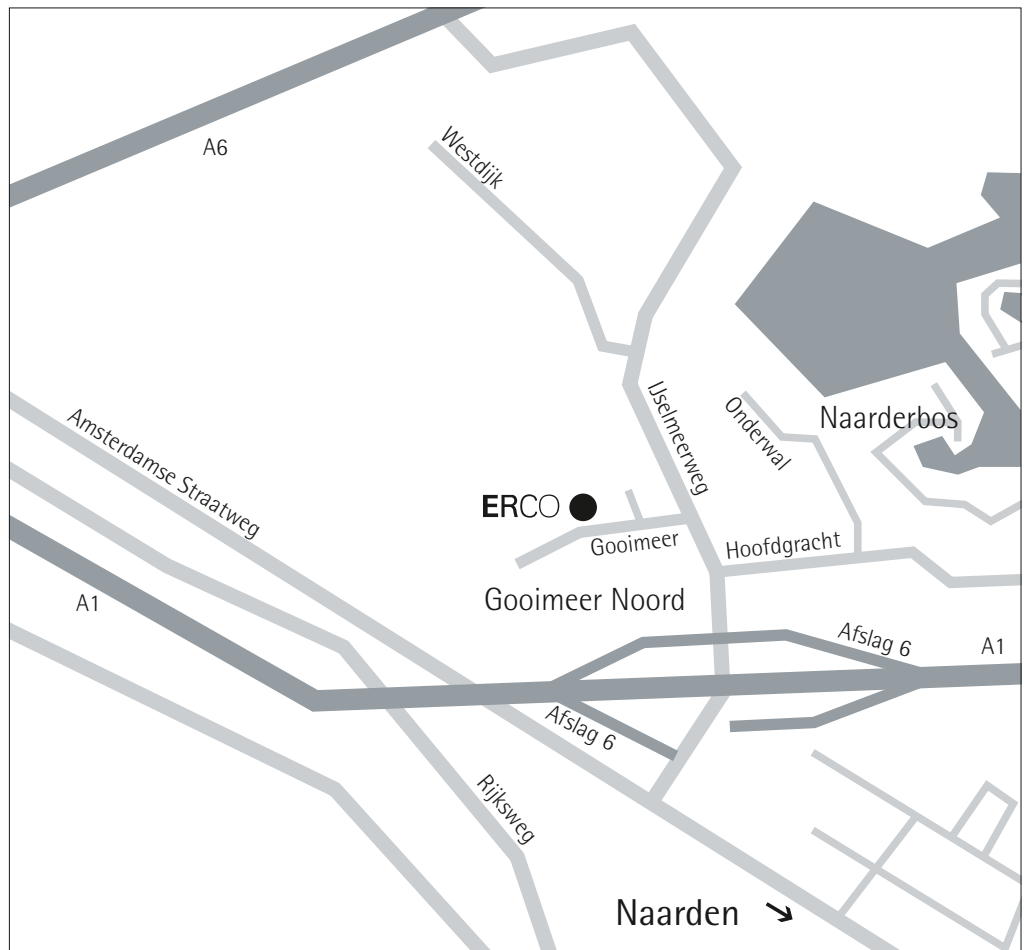 A6
Westdijk
IJselmeerweg
Onderwal
Naarderbos
Amsterdamse Straatweg
ERCO
Gooimeer
Hoofdgracht
A1
Gooimeer Noord
Afslag 6
A1
Afslag 6
Rijksweg
Naarden